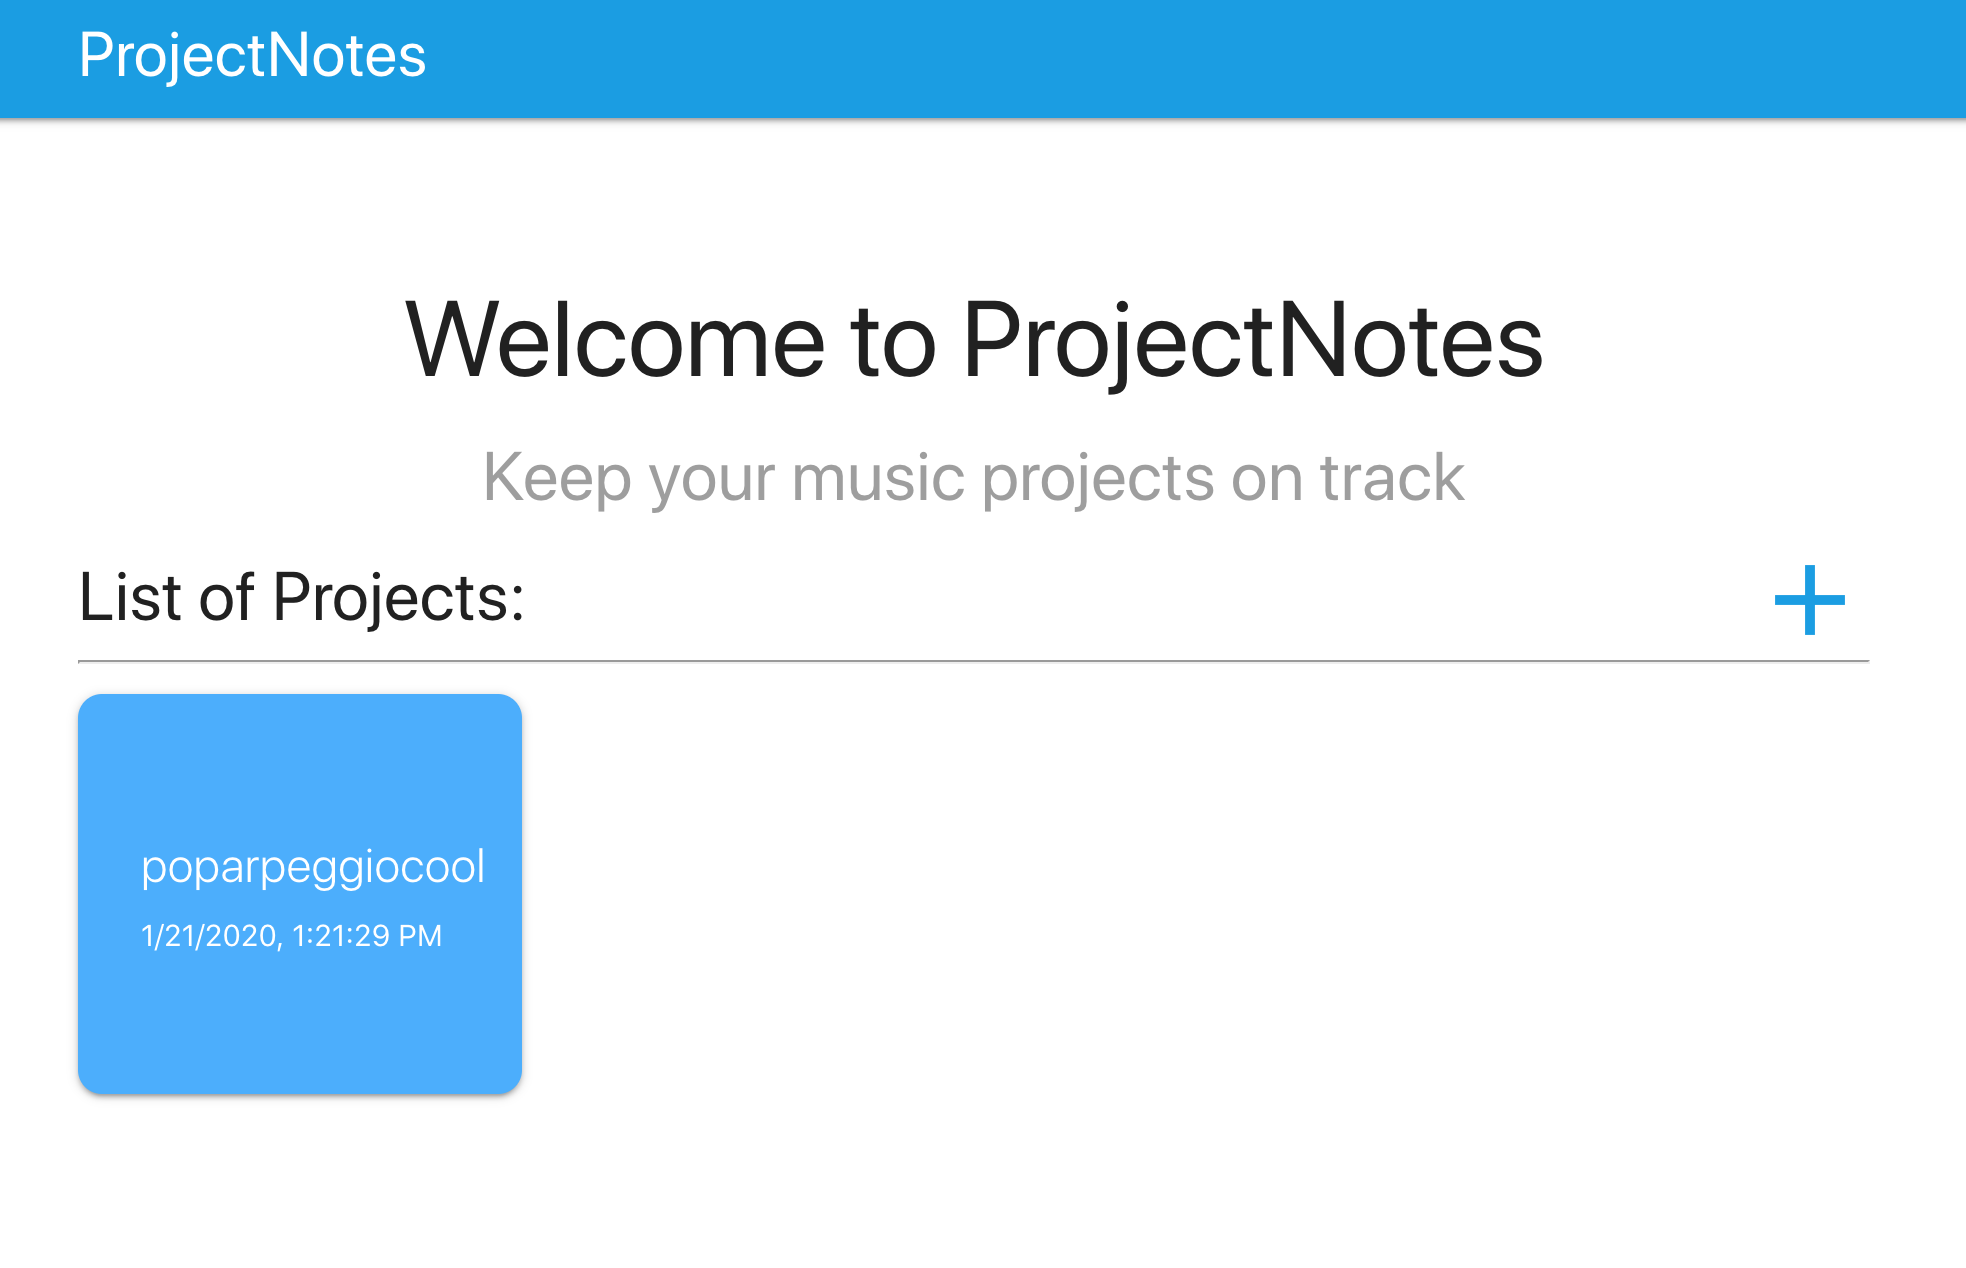 ProjectNotes
Welcome to ProjectNotes
Keep your music projects on track
List of Projects:
poparpeggiocool
1/21/2020, 1:21:29 PM